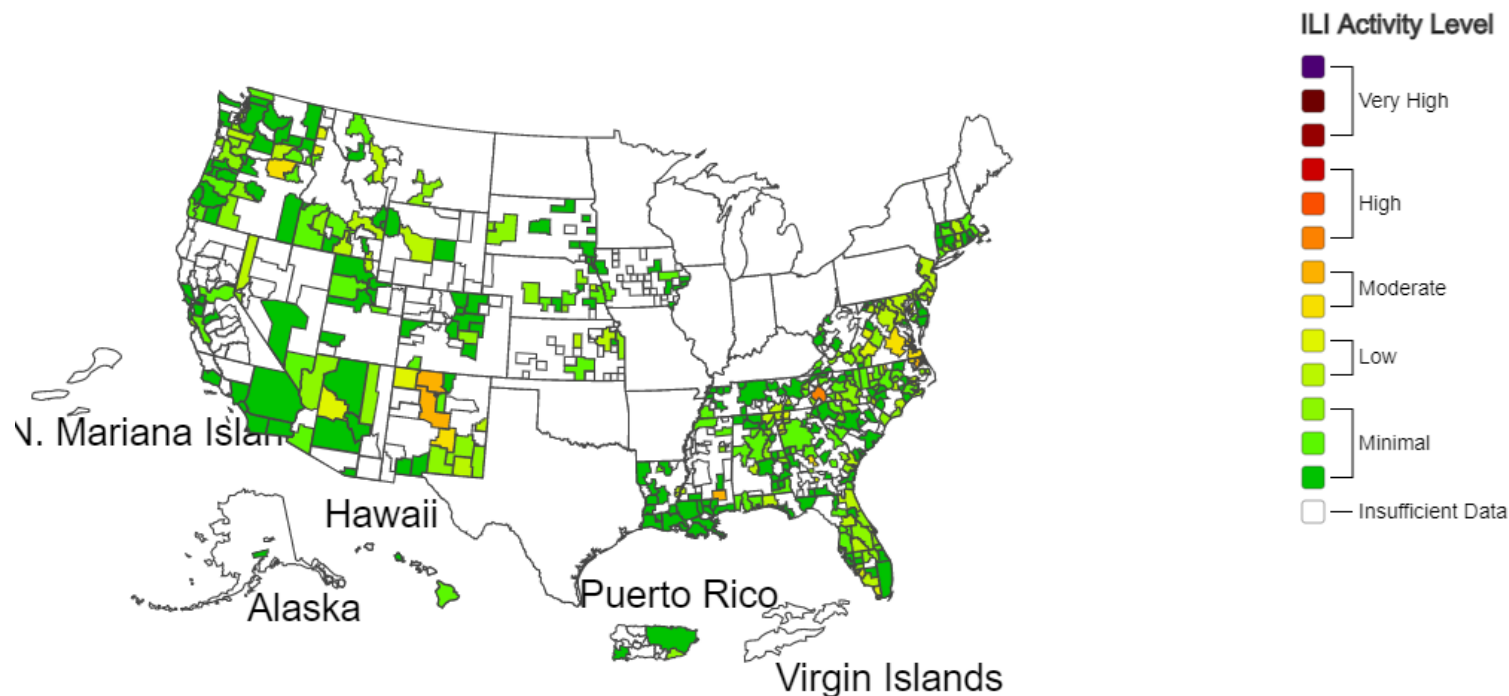 ILI Activity Level
Very High
High
Moderate
Low
Minimal
Insufficient Data
N. Mariana Islan
Hawaii
Alaska
Puerto Rico
Virgin Islands